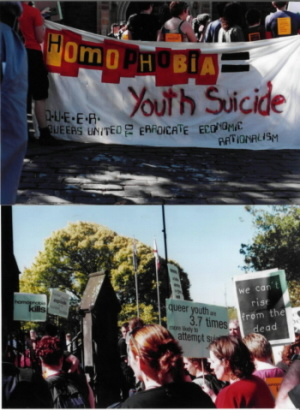 HOMOPHOBIA =
Youth Suicide
Q.U.E.E.R.
QUEERS UNITED TO ERADICATE ECONOMIC
RATIONALISM
kills
queer youth are
3.7 times
more likely to
attempt
we can't
rise
from the
dead